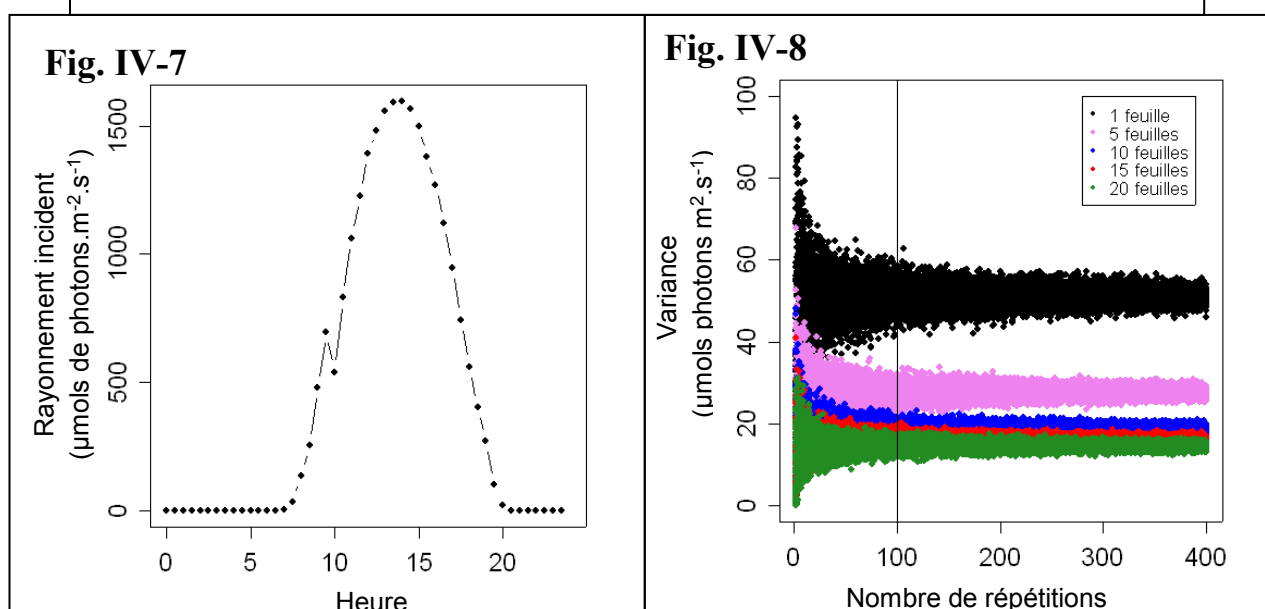 Fig. IV-7
Rayonnement incident
(µmols de photons.m⁻².s⁻¹)
1500
1000
500
0
0 5 10 15 20
Heure
Fig. IV-8
Variance
(µmols photons m².s⁻¹)
100
80
60
40
20
0
1 feuille
5 feuilles
10 feuilles
15 feuilles
20 feuilles
0 100 200 300 400
Nombre de répétitions